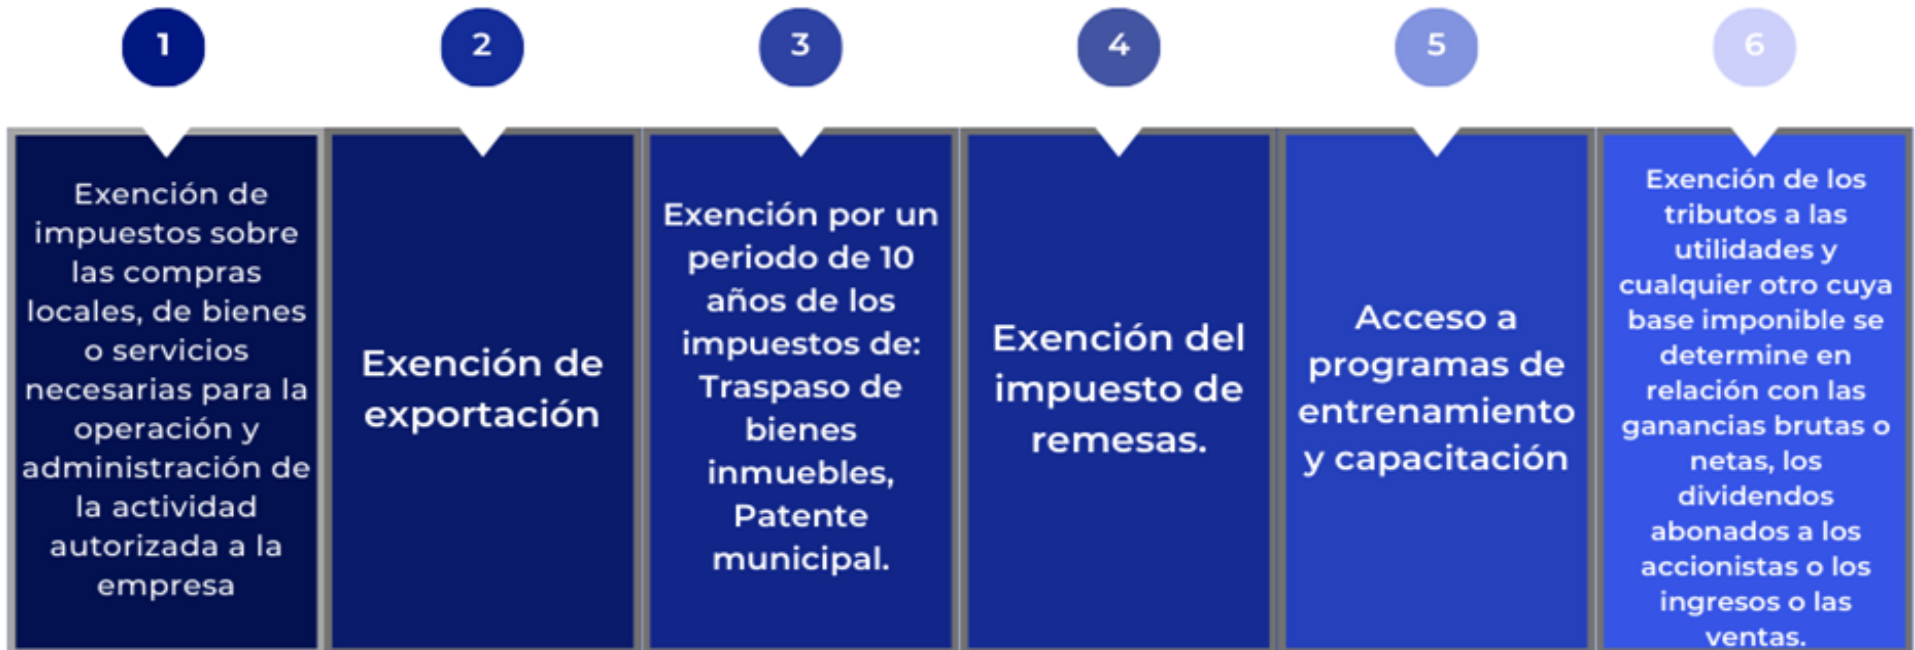 1
Exención de
impuestos sobre
las compras
locales, de bienes
o servicios
necesarias para la
operación y
administración de
la actividad
autorizada a la
empresa
2
Exención de
exportación
3
Exención por un
periodo de 10
años de los
impuestos de:
Traspaso de
bienes
inmuebles,
Patente
municipal.
4
Exención del
impuesto de
remesas.
5
Acceso a
programas de
entrenamiento
y capacitación
6
Exención de los
tributos a las
utilidades y
cualquier otro cuya
base imponible se
determine en
relación con las
ganancias brutas o
netas, los
dividendos
abonados a los
accionistas o los
ingresos o las
ventas.